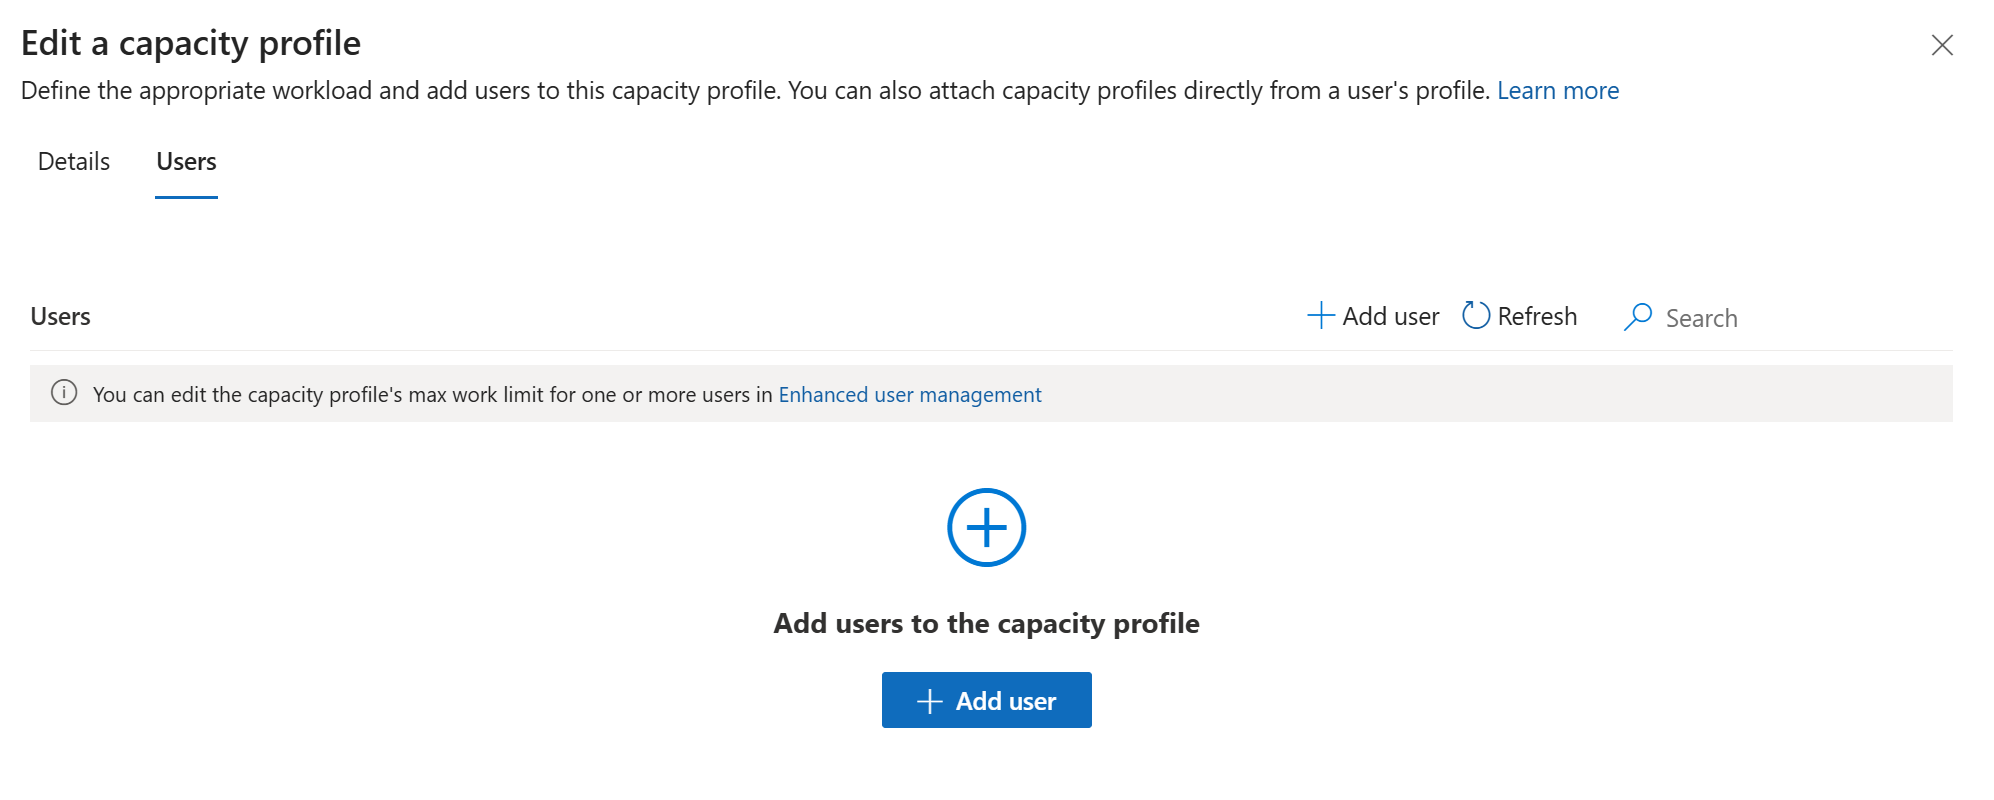 Edit a capacity profile
Define the appropriate workload and add users to this capacity profile. You can also attach capacity profiles directly from a user's profile. Learn more
Details Users
Users
Add user Refresh Search
You can edit the capacity profile's max work limit for one or more users in Enhanced user management
Add users to the capacity profile
Add user